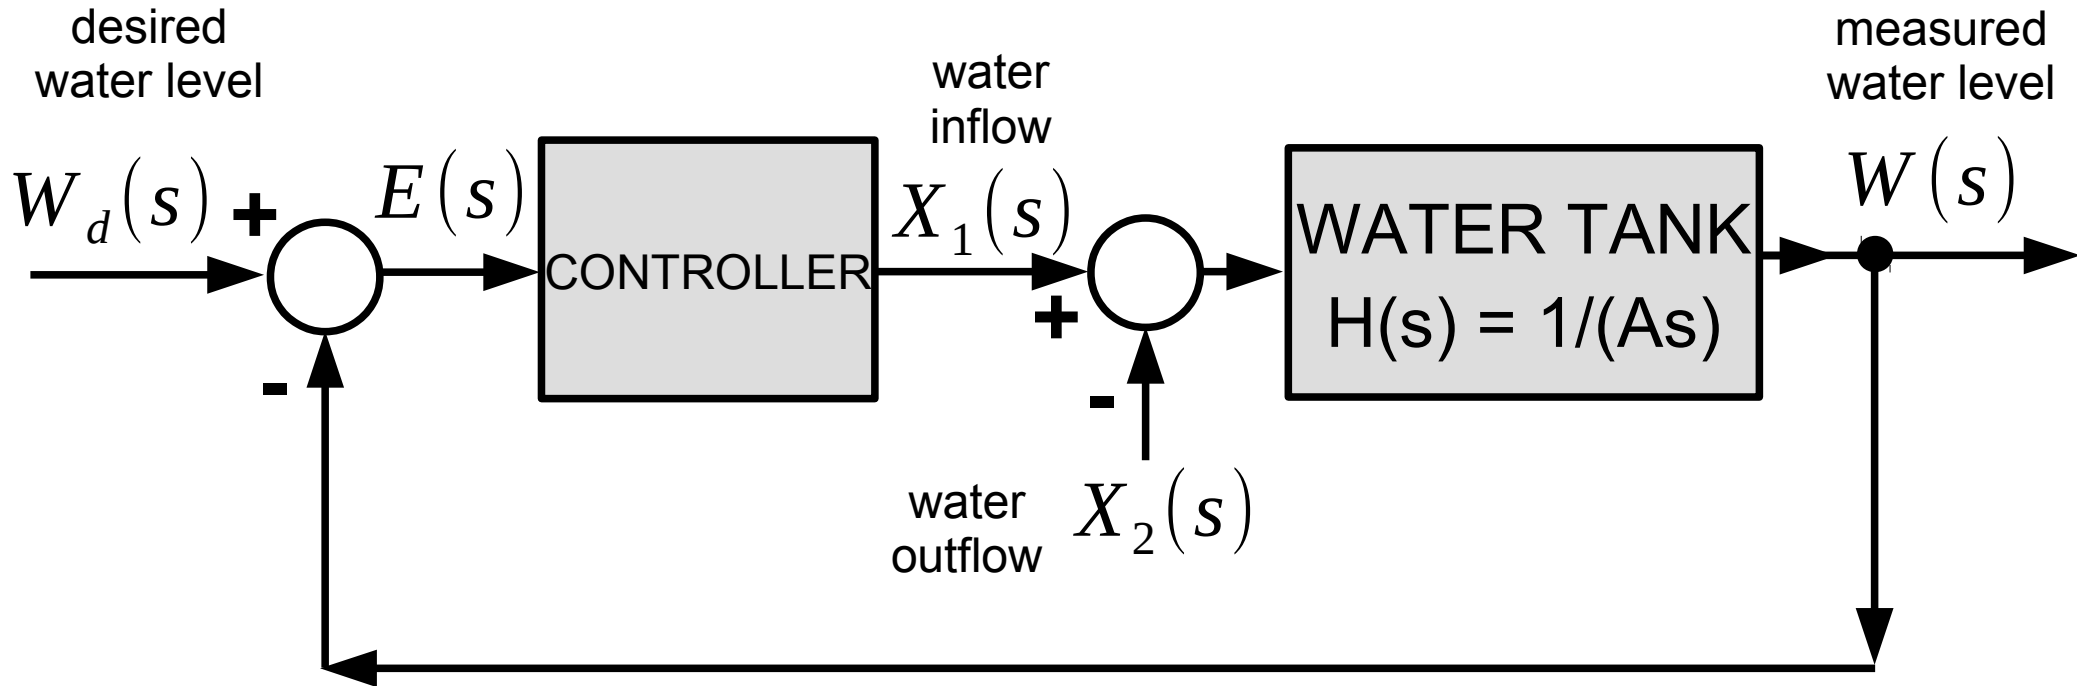 desired
water level
W_d(s)
+
-
E(s)
CONTROLLER
water
inflow
X_1(s)
+
-
water
outflow
X_2(s)
WATER TANK
H(s) = 1/(As)
measured
water level
W(s)